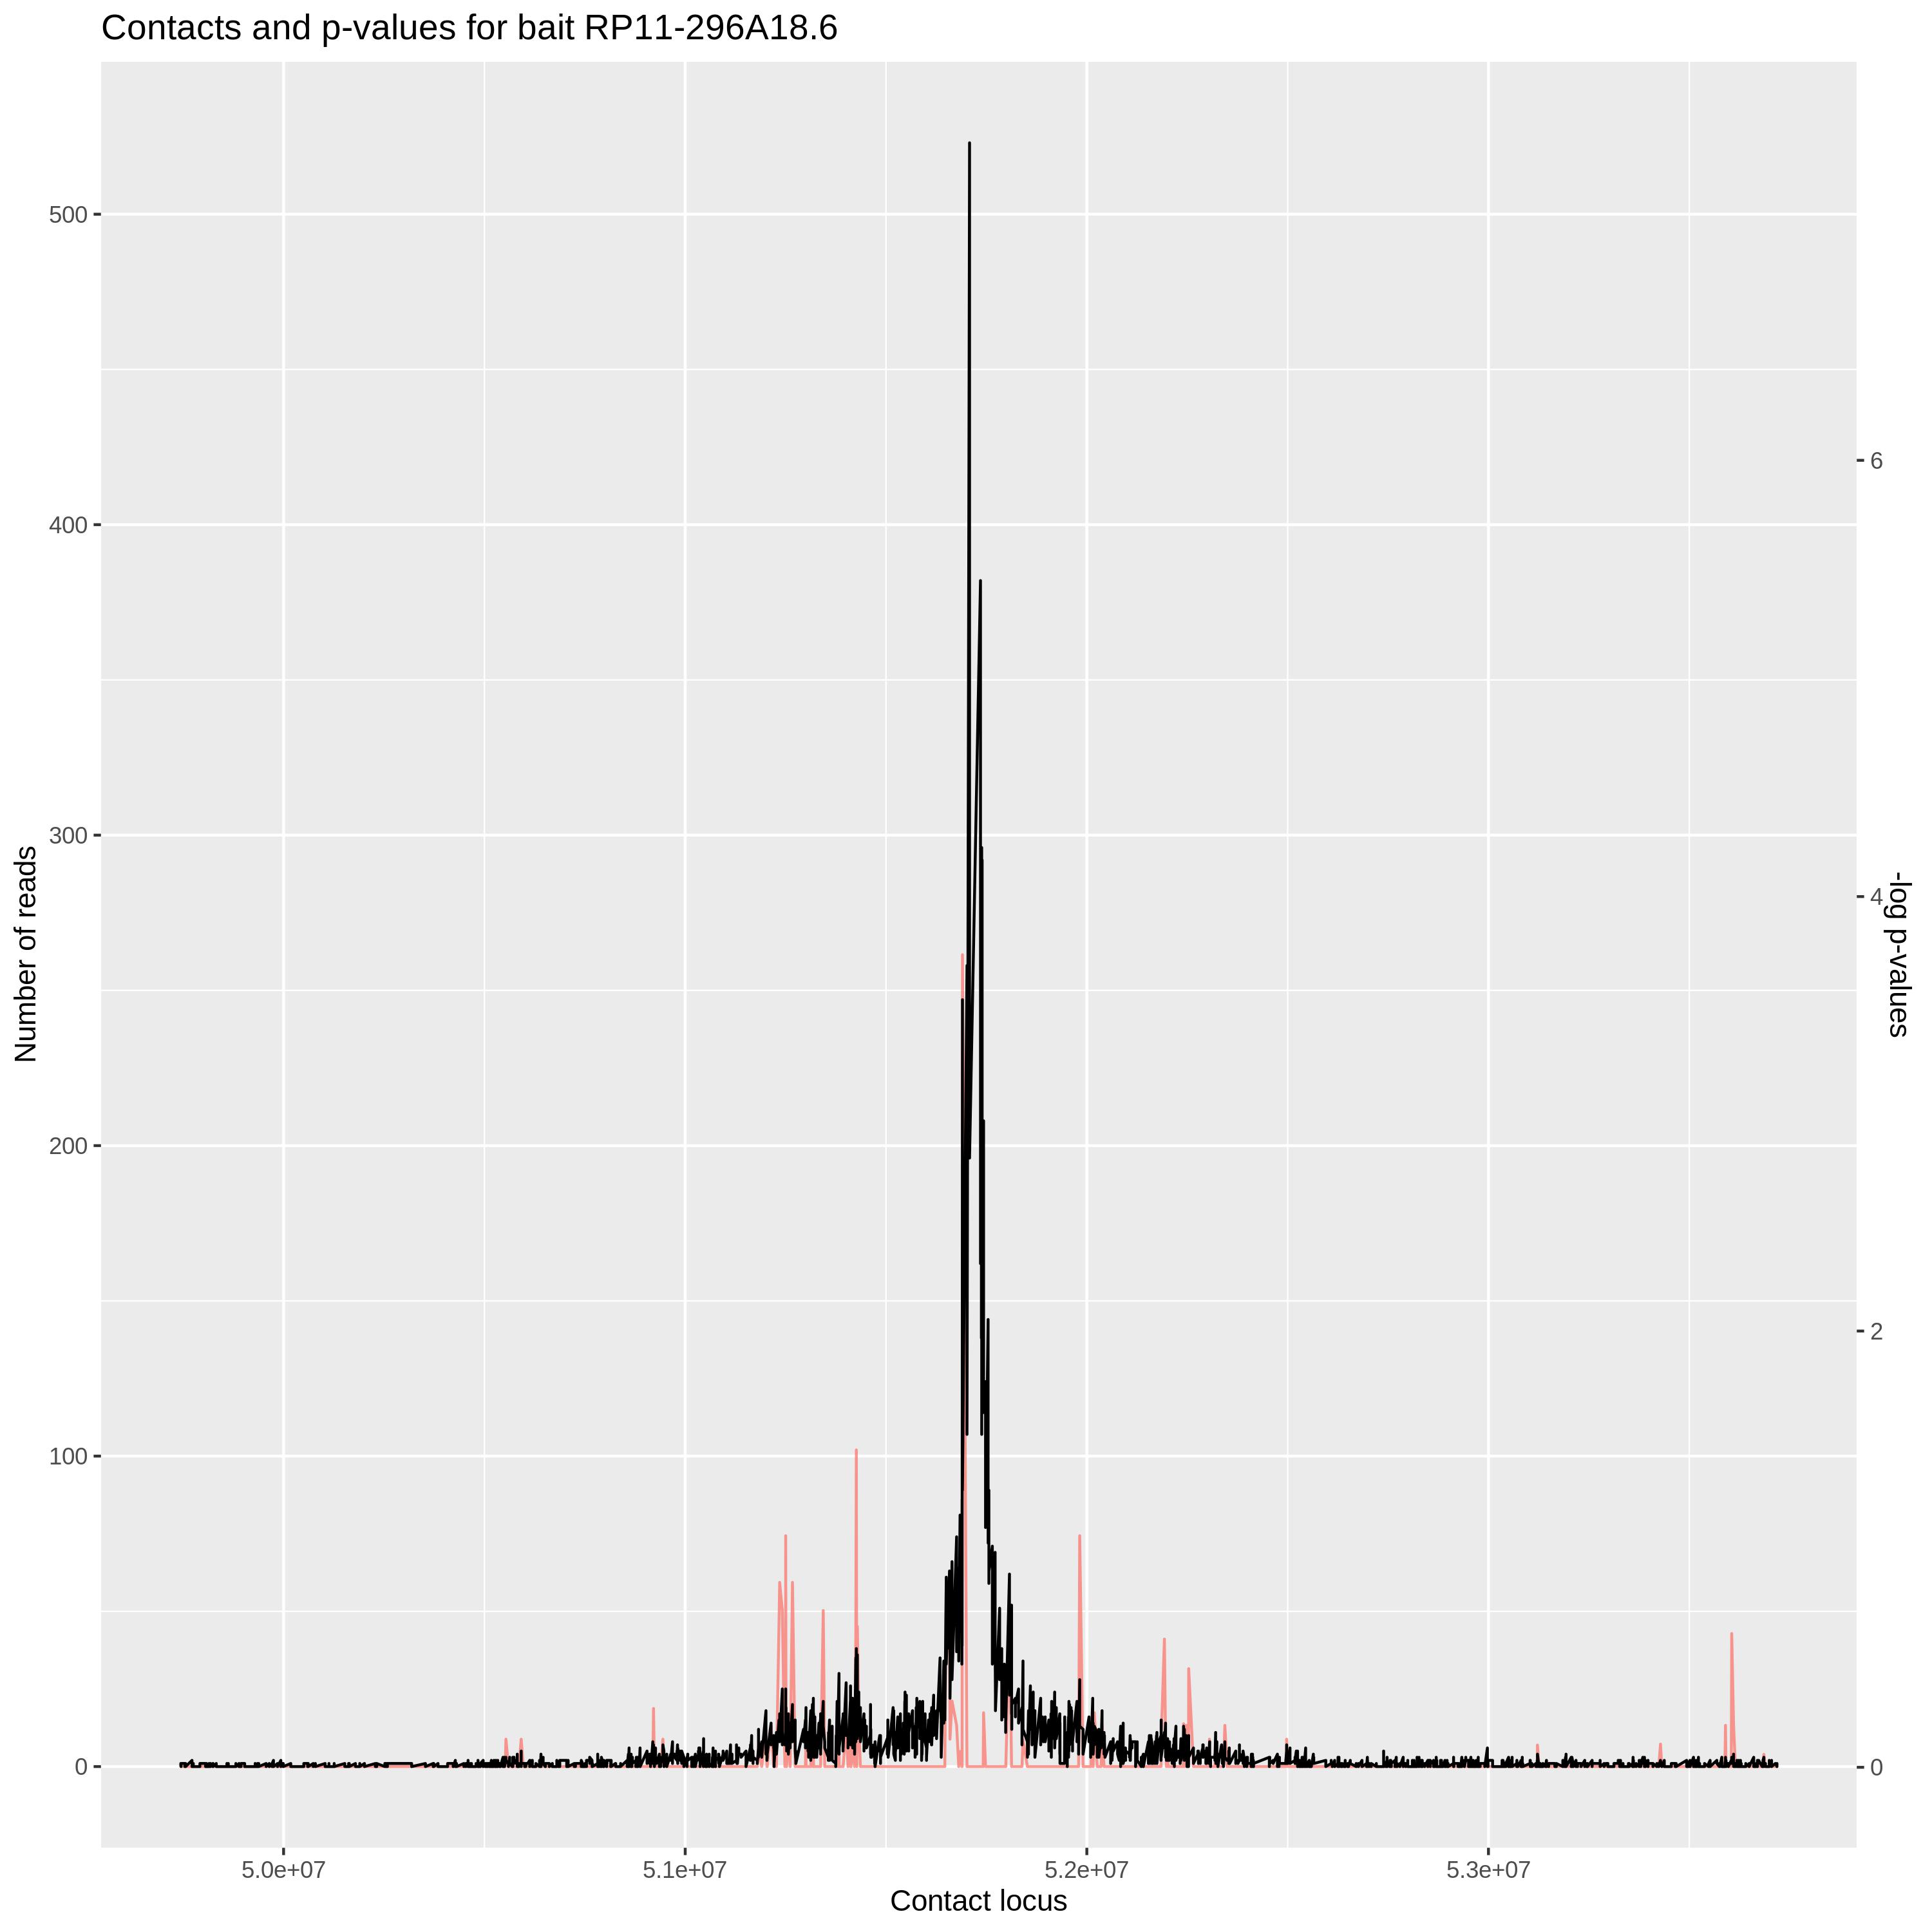 Contacts and p-values for bait RP11-296A18.6
500
400
300
200
100
0
Number of reads
6
4
2
0
-log p-values
5.0e+07
5.1e+07
5.2e+07
5.3e+07
Contact locus